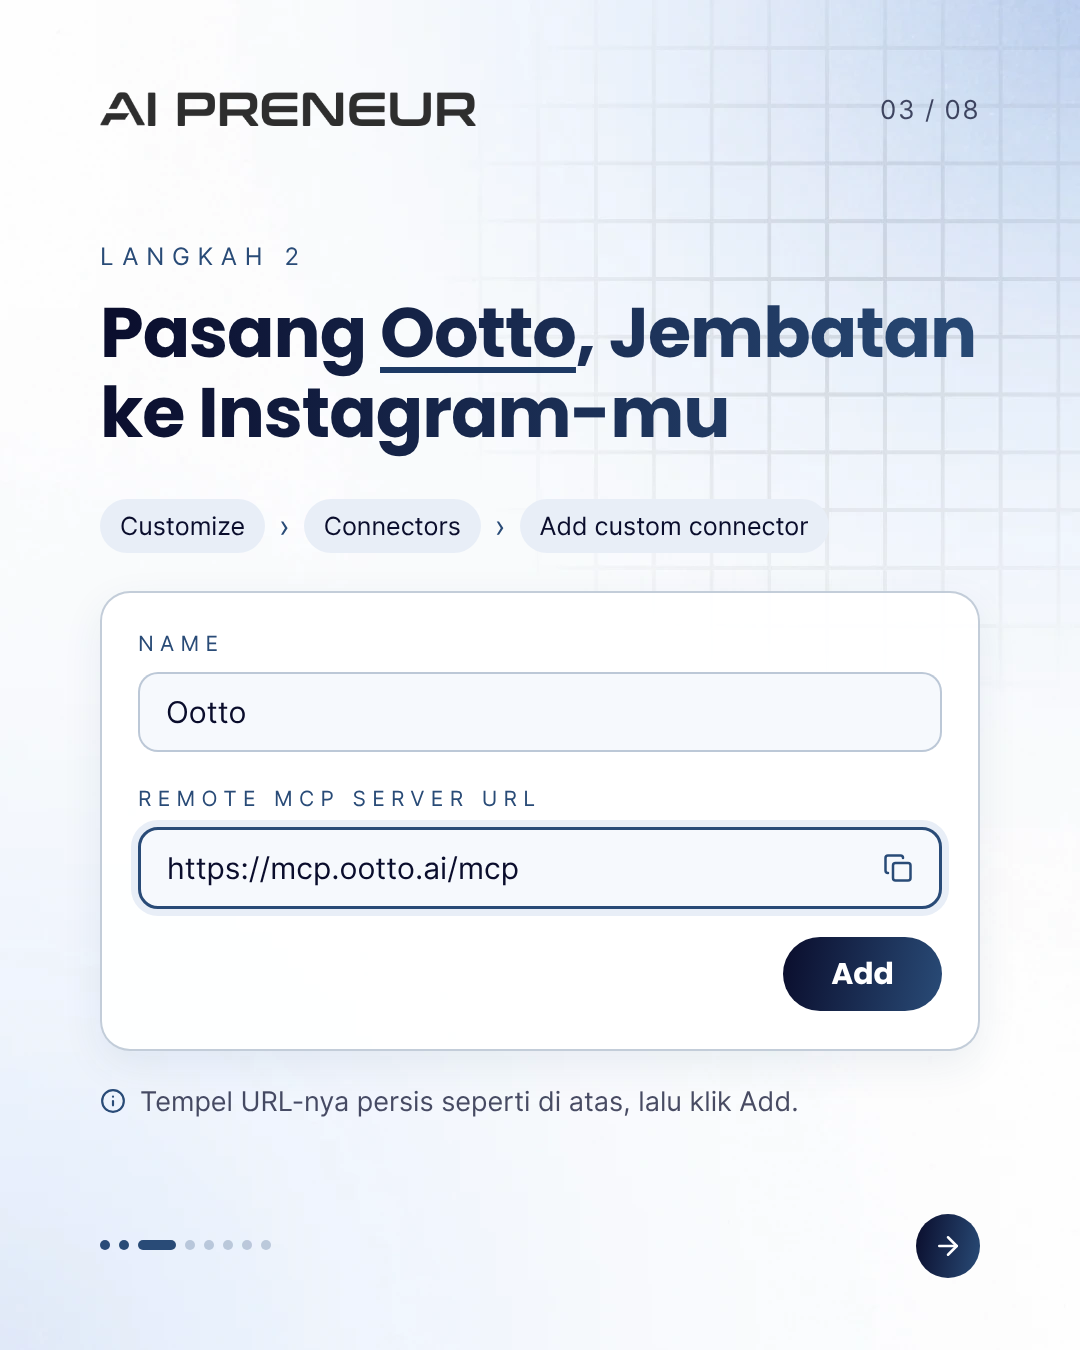 AI PRENEUR
03 / 08
LANGKAH 2
Pasang Ootto, Jembatan
ke Instagram-mu
Customize › Connectors › Add custom connector
NAME
Ootto
REMOTE MCP SERVER URL
https://mcp.ootto.ai/mcp
Add
Tempel URL-nya persis seperti di atas, lalu klik Add.